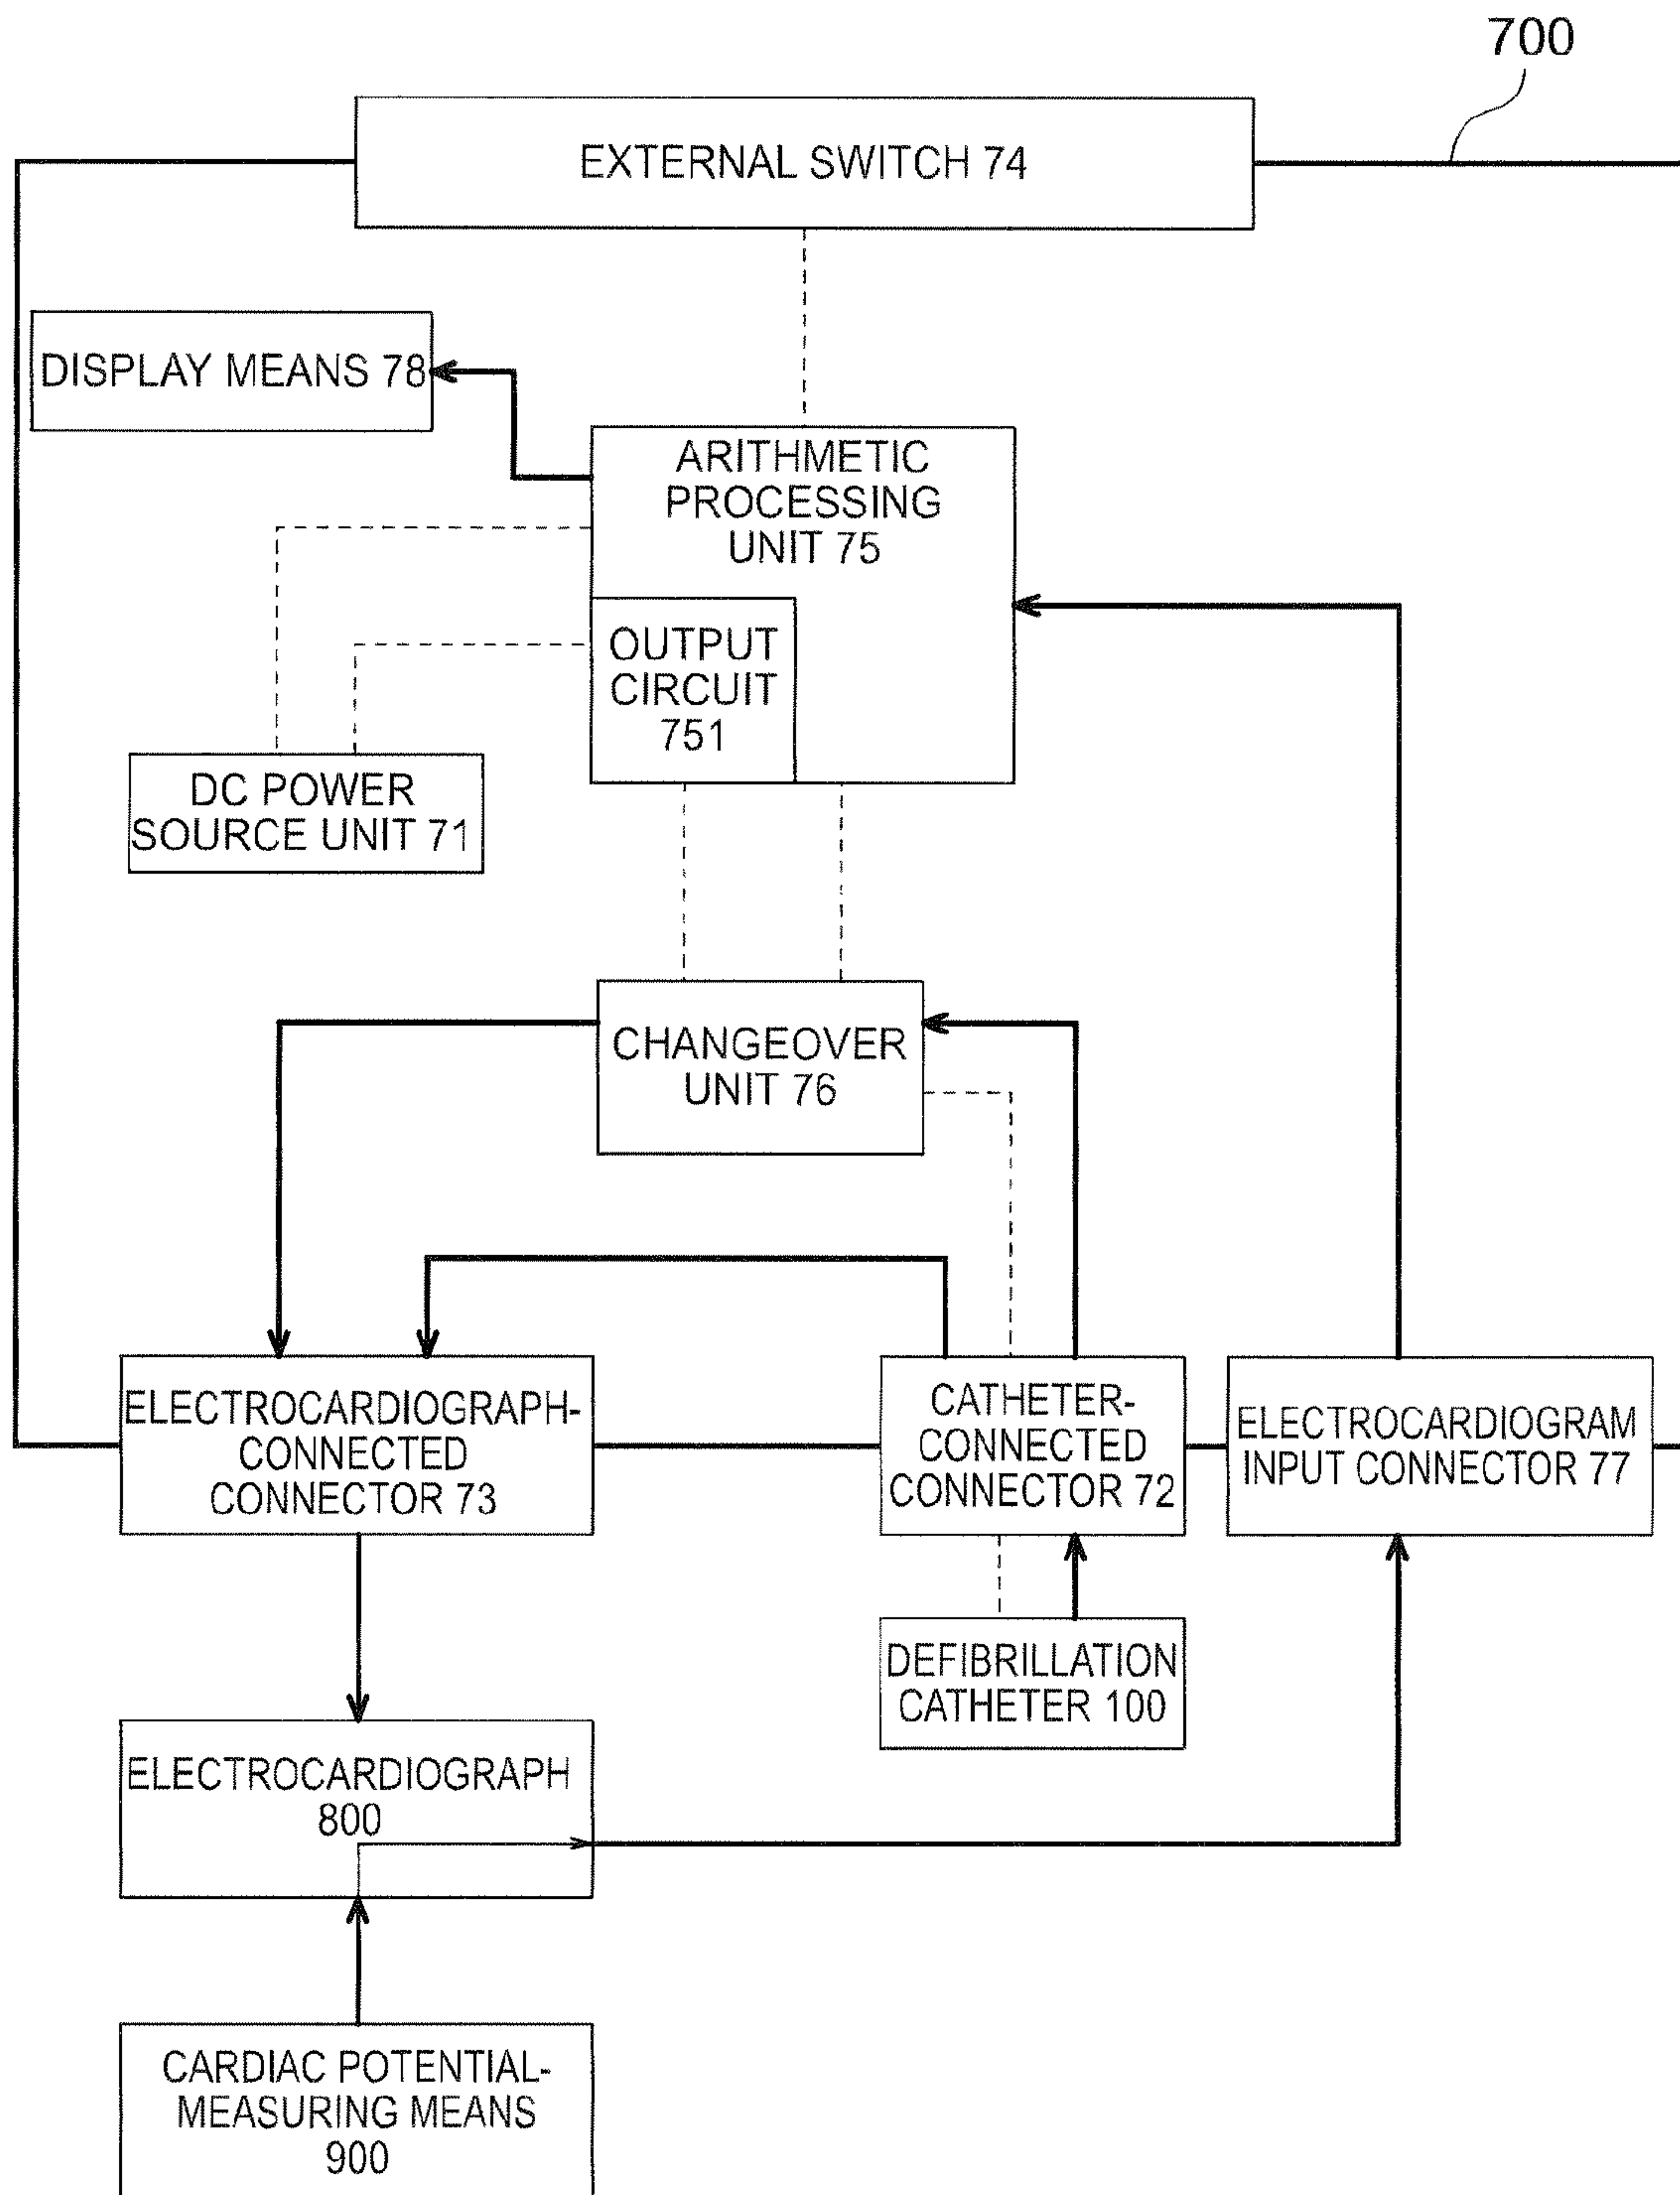 700
EXTERNAL SWITCH 74
DISPLAY MEANS 78
ARITHMETIC
PROCESSING
UNIT 75
OUTPUT
CIRCUIT
751
DC POWER
SOURCE UNIT 71
CHANGEOVER
UNIT 76
ELECTROCARDIOGRAPH-
CONNECTED
CONNECTOR 73
CATHETER-
CONNECTED
CONNECTOR 72
ELECTROCARDIOGRAM
INPUT CONNECTOR 77
DEFIBRILLATION
CATHETER 100
ELECTROCARDIOGRAPH
800
CARDIAC POTENTIAL-
MEASURING MEANS
900